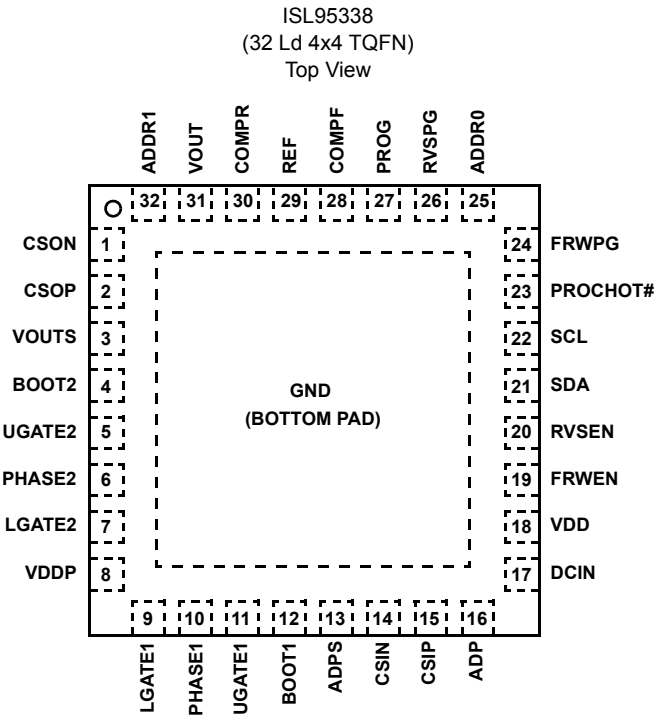 ISL95338
(32 Ld 4x4 TQFN)
Top View
ADDR1 VOUT COMPR REF COMPF PROG RVSPG ADDR0
32 31 30 29 28 27 26 25
CSON 1 24 FRWPG
CSOP 2 23 PROCHOT#
VOUTS 3 22 SCL
BOOT2 4 21 SDA
GND
(BOTTOM PAD)
UGATE2 5 20 RVSEN
PHASE2 6 19 FRWEN
LGATE2 7 18 VDD
VDDP 8 17 DCIN
9 10 11 12 13 14 15 16
LGATE1 PHASE1 UGATE1 BOOT1 ADPS CSIN CSIP ADP